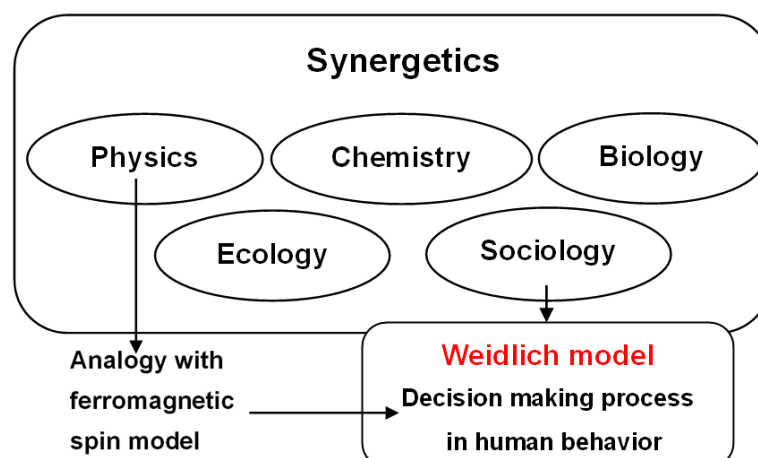 Synergetics
Physics
Chemistry
Biology
Ecology
Sociology
Analogy with
ferromagnetic
spin model
Weidlich model
Decision making process
in human behavior